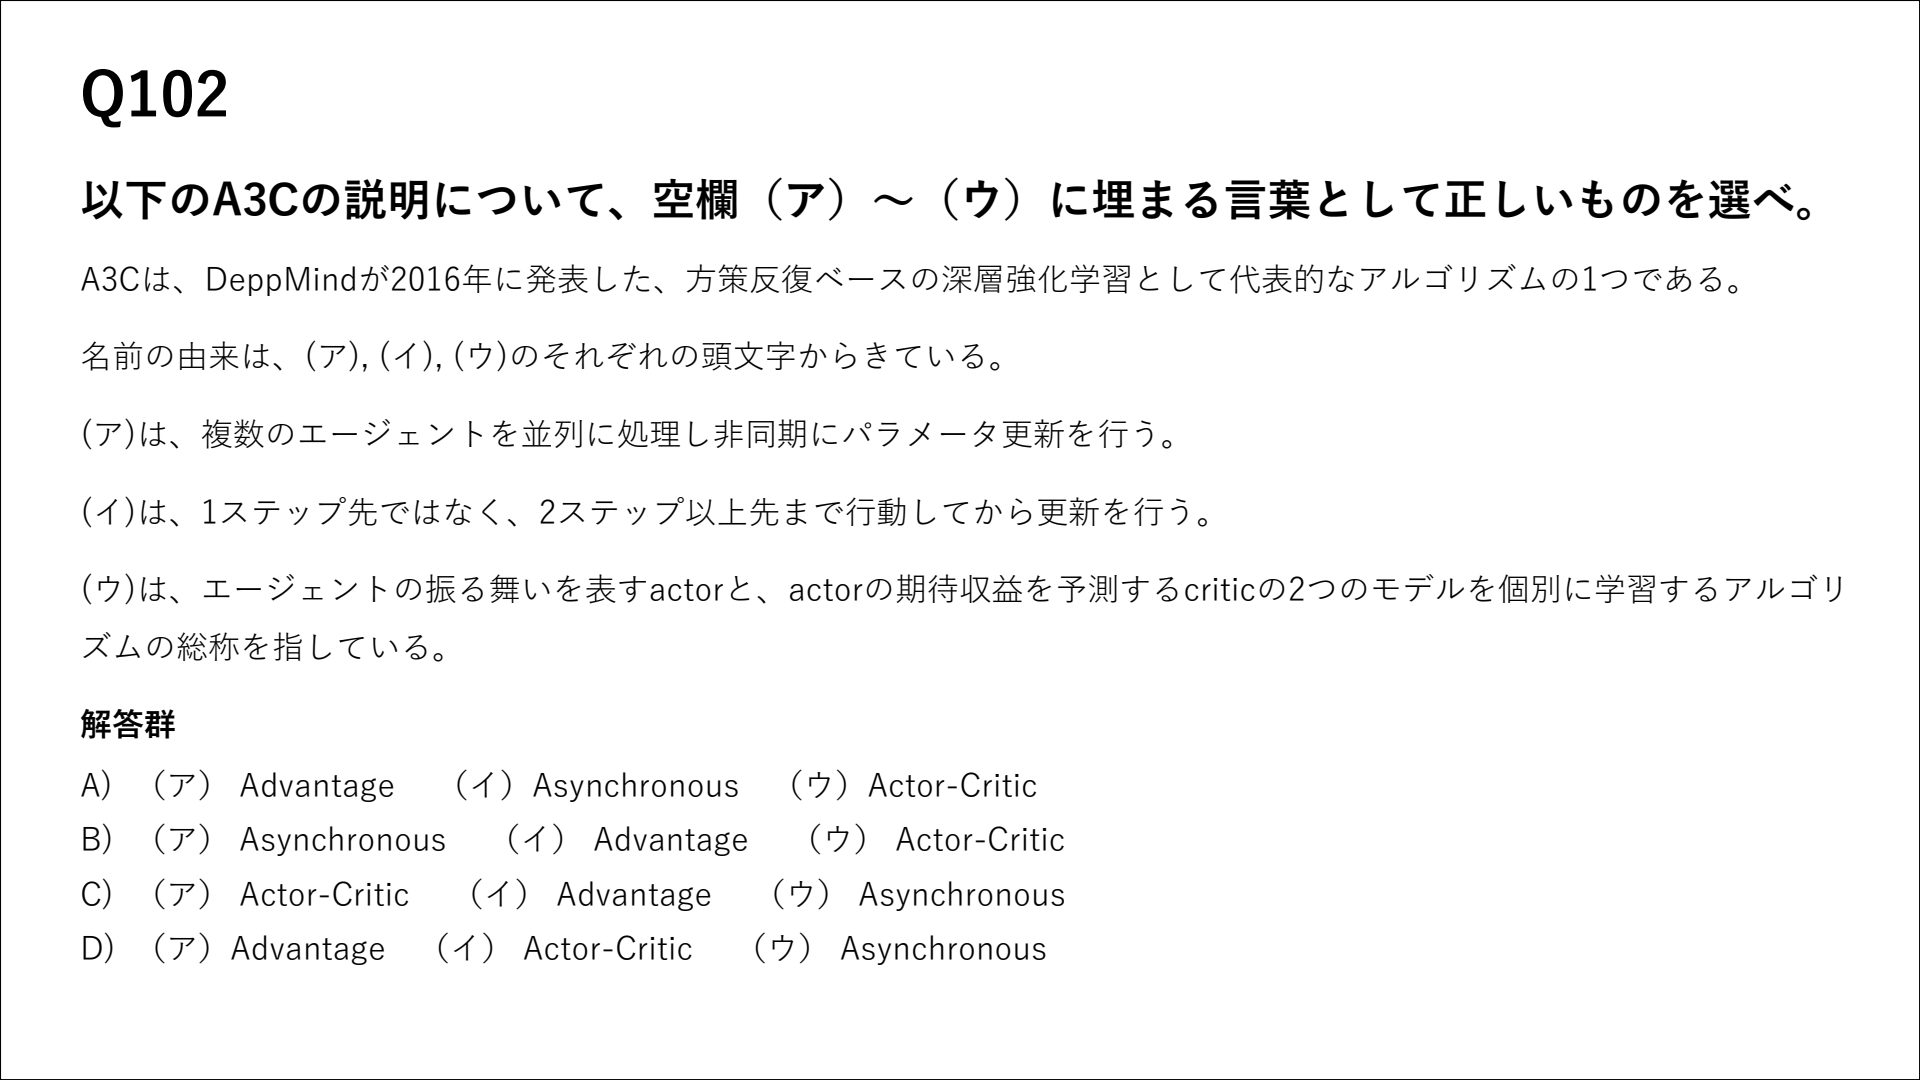 Q102
以下のA3Cの説明について、空欄（ア）～（ウ）に埋まる言葉として正しいものを選べ。
A3Cは、DeppMindが2016年に発表した、方策反復ベースの深層強化学習として代表的なアルゴリズムの1つである。
名前の由来は、(ア), (イ), (ウ)のそれぞれの頭文字からきている。
(ア)は、複数のエージェントを並列に処理し非同期にパラメータ更新を行う。
(イ)は、1ステップ先ではなく、2ステップ以上先まで行動してから更新を行う。
(ウ)は、エージェントの振る舞いを表すactorと、actorの期待収益を予測するcriticの2つのモデルを個別に学習するアルゴリ
ズムの総称を指している。
解答群
A) （ア） Advantage （イ）Asynchronous （ウ）Actor-Critic
B) （ア） Asynchronous （イ） Advantage （ウ） Actor-Critic
C) （ア） Actor-Critic （イ） Advantage （ウ） Asynchronous
D) （ア）Advantage （イ） Actor-Critic （ウ） Asynchronous